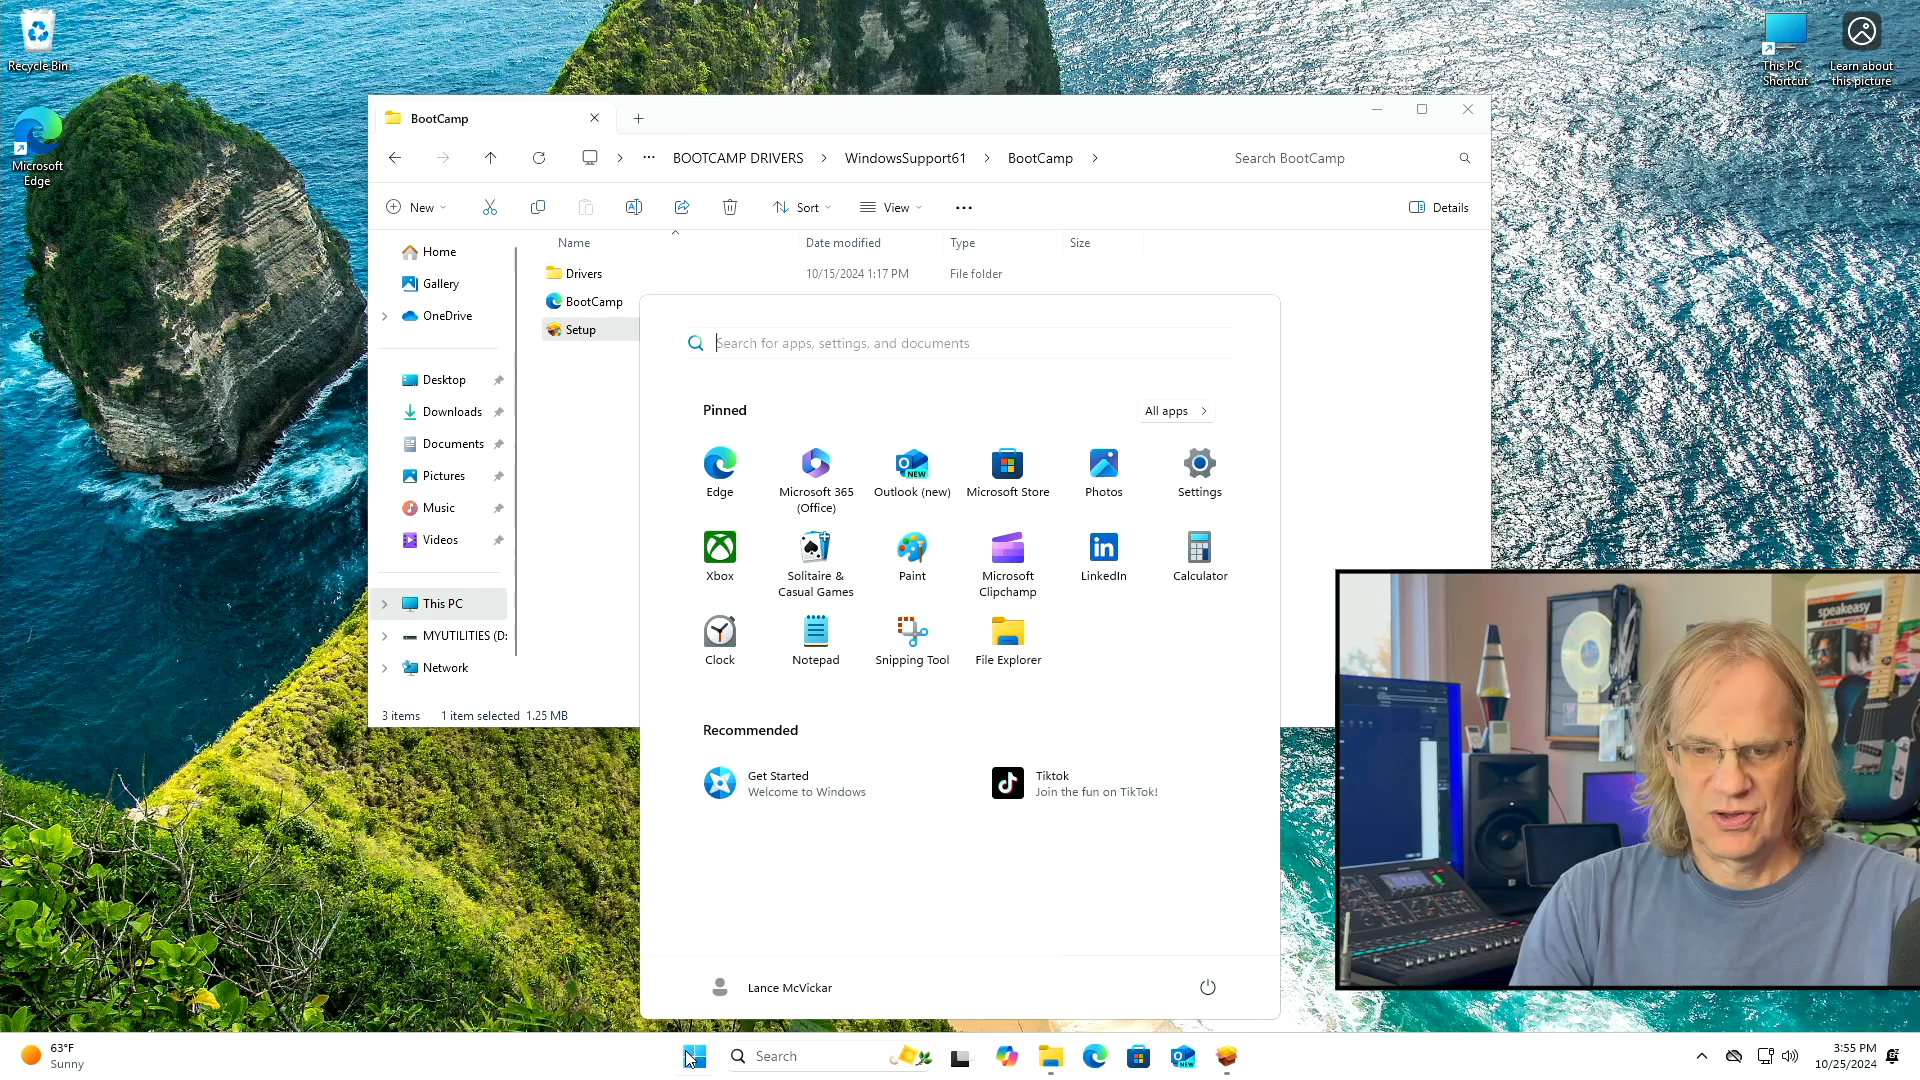 Recycle Bin
Microsoft
Edge
This PC -
Shortcut
Learn about
this picture
BootCamp
BOOTCAMP DRIVERS
WindowsSupport61
BootCamp
Search BootCamp
New
Sort
View
Details
Name
Date modified
Type
Size
Home
Gallery
OneDrive
Desktop
Downloads
Documents
Pictures
Music
Videos
This PC
MYUTILITIES (D:
Network
Drivers
10/15/2024 1:17 PM
File folder
BootCamp
Setup
3 items
1 item selected 1.25 MB
Search for apps, settings, and documents
Pinned
All apps
Edge
Microsoft 365
(Office)
Outlook (new)
Microsoft Store
Photos
Settings
Xbox
Solitaire &
Casual Games
Paint
Microsoft
Clipchamp
LinkedIn
Calculator
Clock
Notepad
Snipping Tool
File Explorer
Recommended
Get Started
Welcome to Windows
Tiktok
Join the fun on TikTok!
Lance McVickar
speakeasy
63°F
Sunny
Search
3:55 PM
10/25/2024